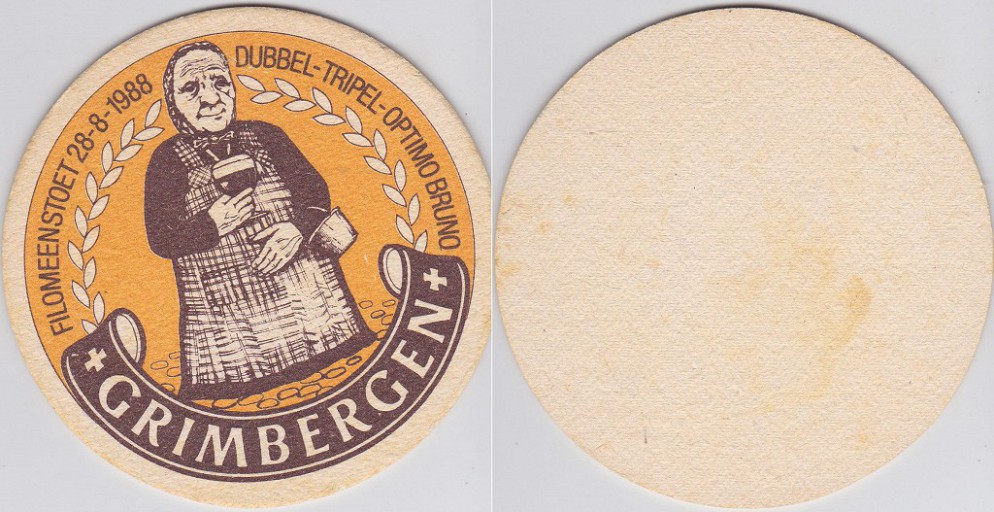 FILOMEENSTOET 28-8-1988
DUBBEL-TRIPEL-OPTIMO BRUNO
GRIMBERGEN